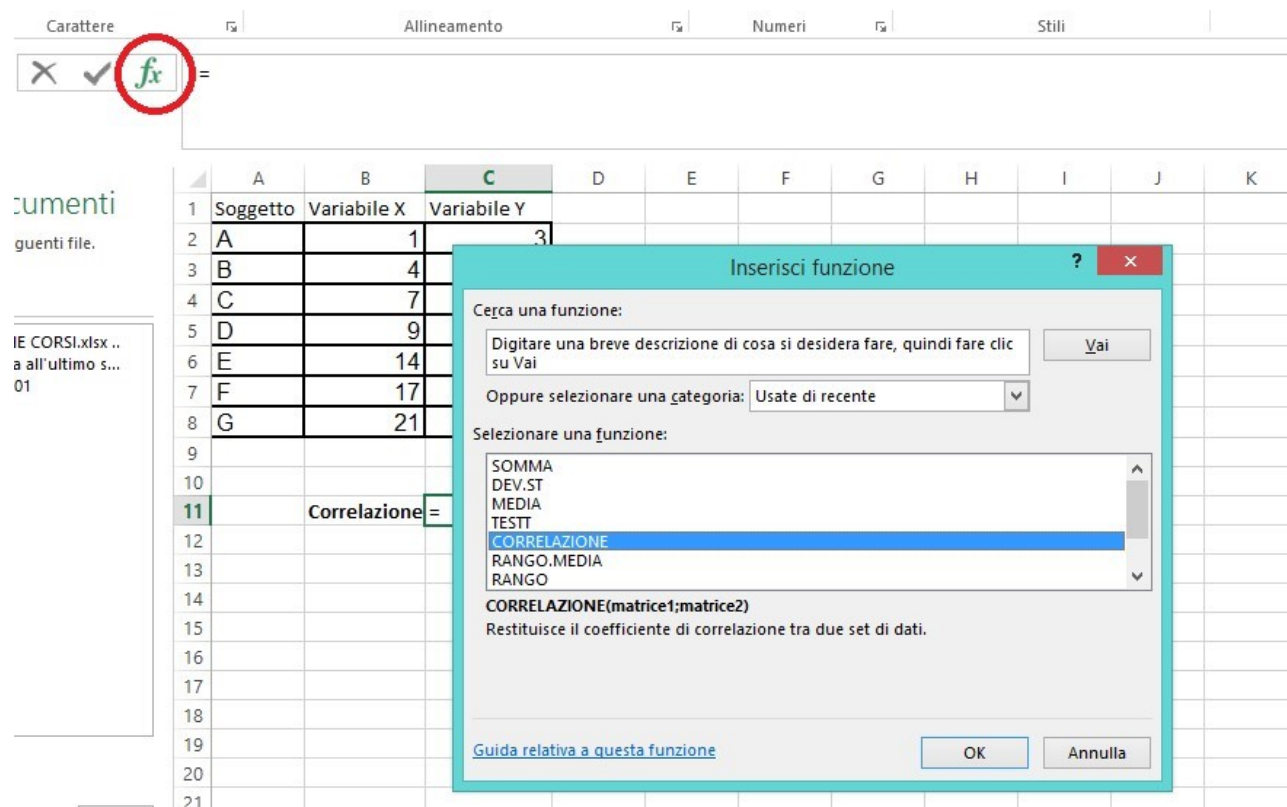 Carattere Allineamento Numeri Stili
fx =
A B C D E F G H I J K
cumenti
guenti file.
IE CORSI.xlsx ..
a all'ultimo s...
01
1 Soggetto Variabile X Variabile Y
2 A 1 3
3 B 4
4 C 7
5 D 9
6 E 14
7 F 17
8 G 21
9
10
11 Correlazione =
12
13
14
15
16
17
18
19
20
21
Inserisci funzione ? ×
Cerca una funzione:
Digitare una breve descrizione di cosa si desidera fare, quindi fare clic
su Vai
Vai
Oppure selezionare una categoria: Usate di recente
Selezionare una funzione:
SOMMA
DEV.ST
MEDIA
TESTT
CORRELAZIONE
RANGO.MEDIA
RANGO
CORRELAZIONE(matrice1;matrice2)
Restituisce il coefficiente di correlazione tra due set di dati.
Guida relativa a questa funzione
OK Annulla